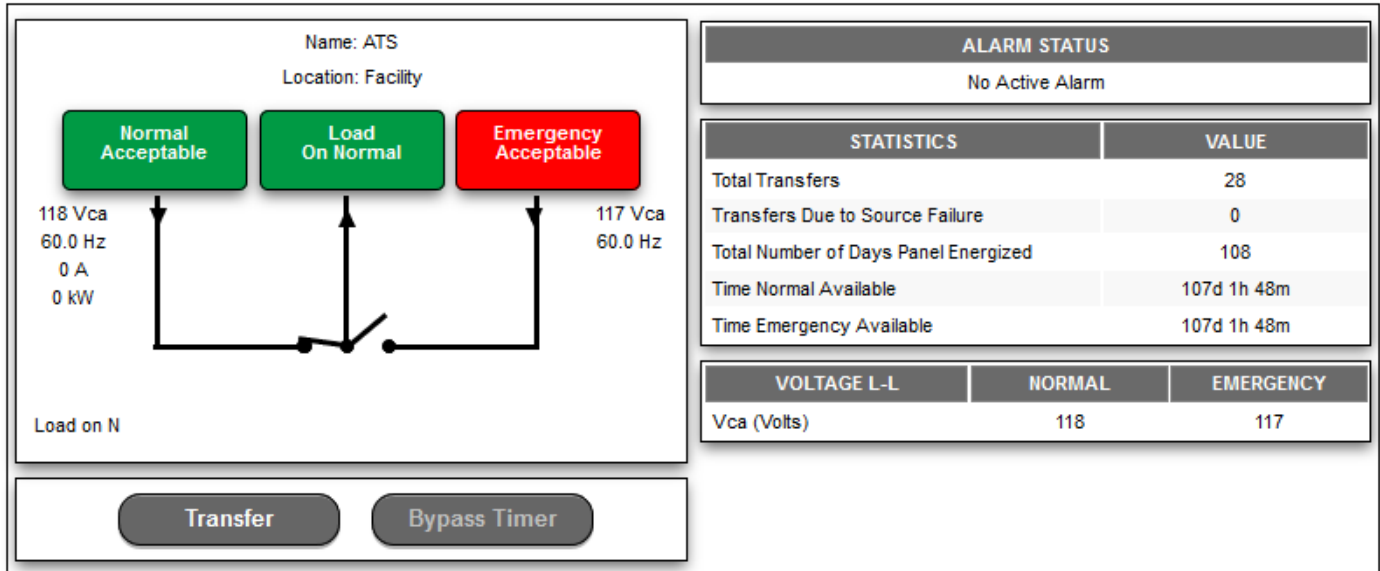 Name: ATS
Location: Facility
Normal
Acceptable
Load
On Normal
Emergency
Acceptable
118 Vca
60.0 Hz
0 A
0 kW
117 Vca
60.0 Hz
Load on N
Transfer
Bypass Timer
ALARM STATUS
No Active Alarm
STATISTICS VALUE
Total Transfers 28
Transfers Due to Source Failure 0
Total Number of Days Panel Energized 108
Time Normal Available 107d 1h 48m
Time Emergency Available 107d 1h 48m
VOLTAGE L-L NORMAL EMERGENCY
Vca (Volts) 118 117